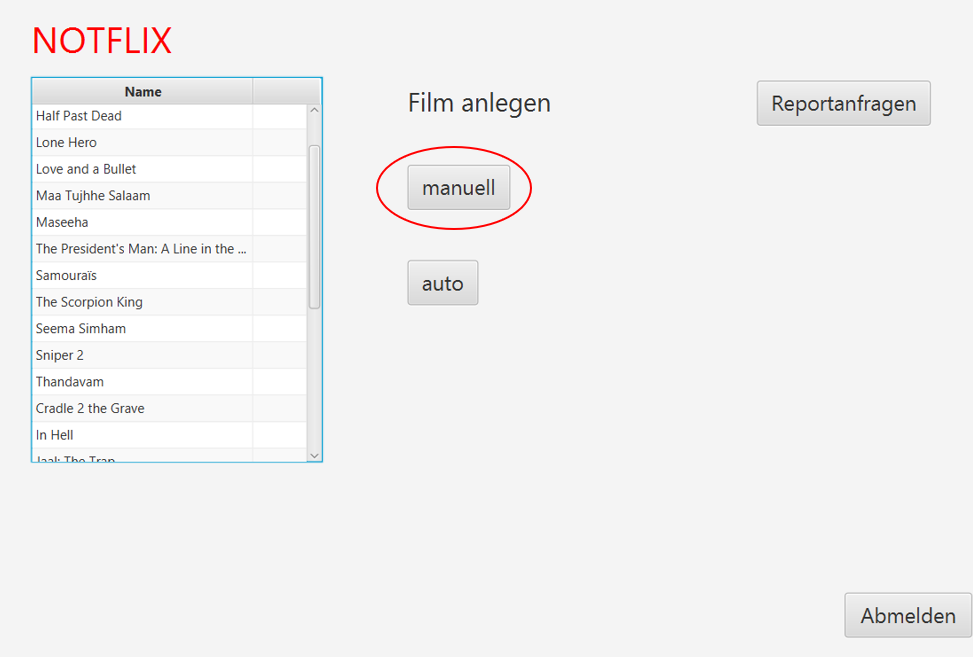 NOTFLIX
Name
Half Past Dead
Lone Hero
Love and a Bullet
Maa Tujhhe Salaam
Maseeha
The President's Man: A Line in the ...
Samouraïs
The Scorpion King
Seema Simham
Sniper 2
Thandavam
Cradle 2 the Grave
In Hell
Jaal: The Trap
Film anlegen
manuell
auto
Reportanfragen
Abmelden